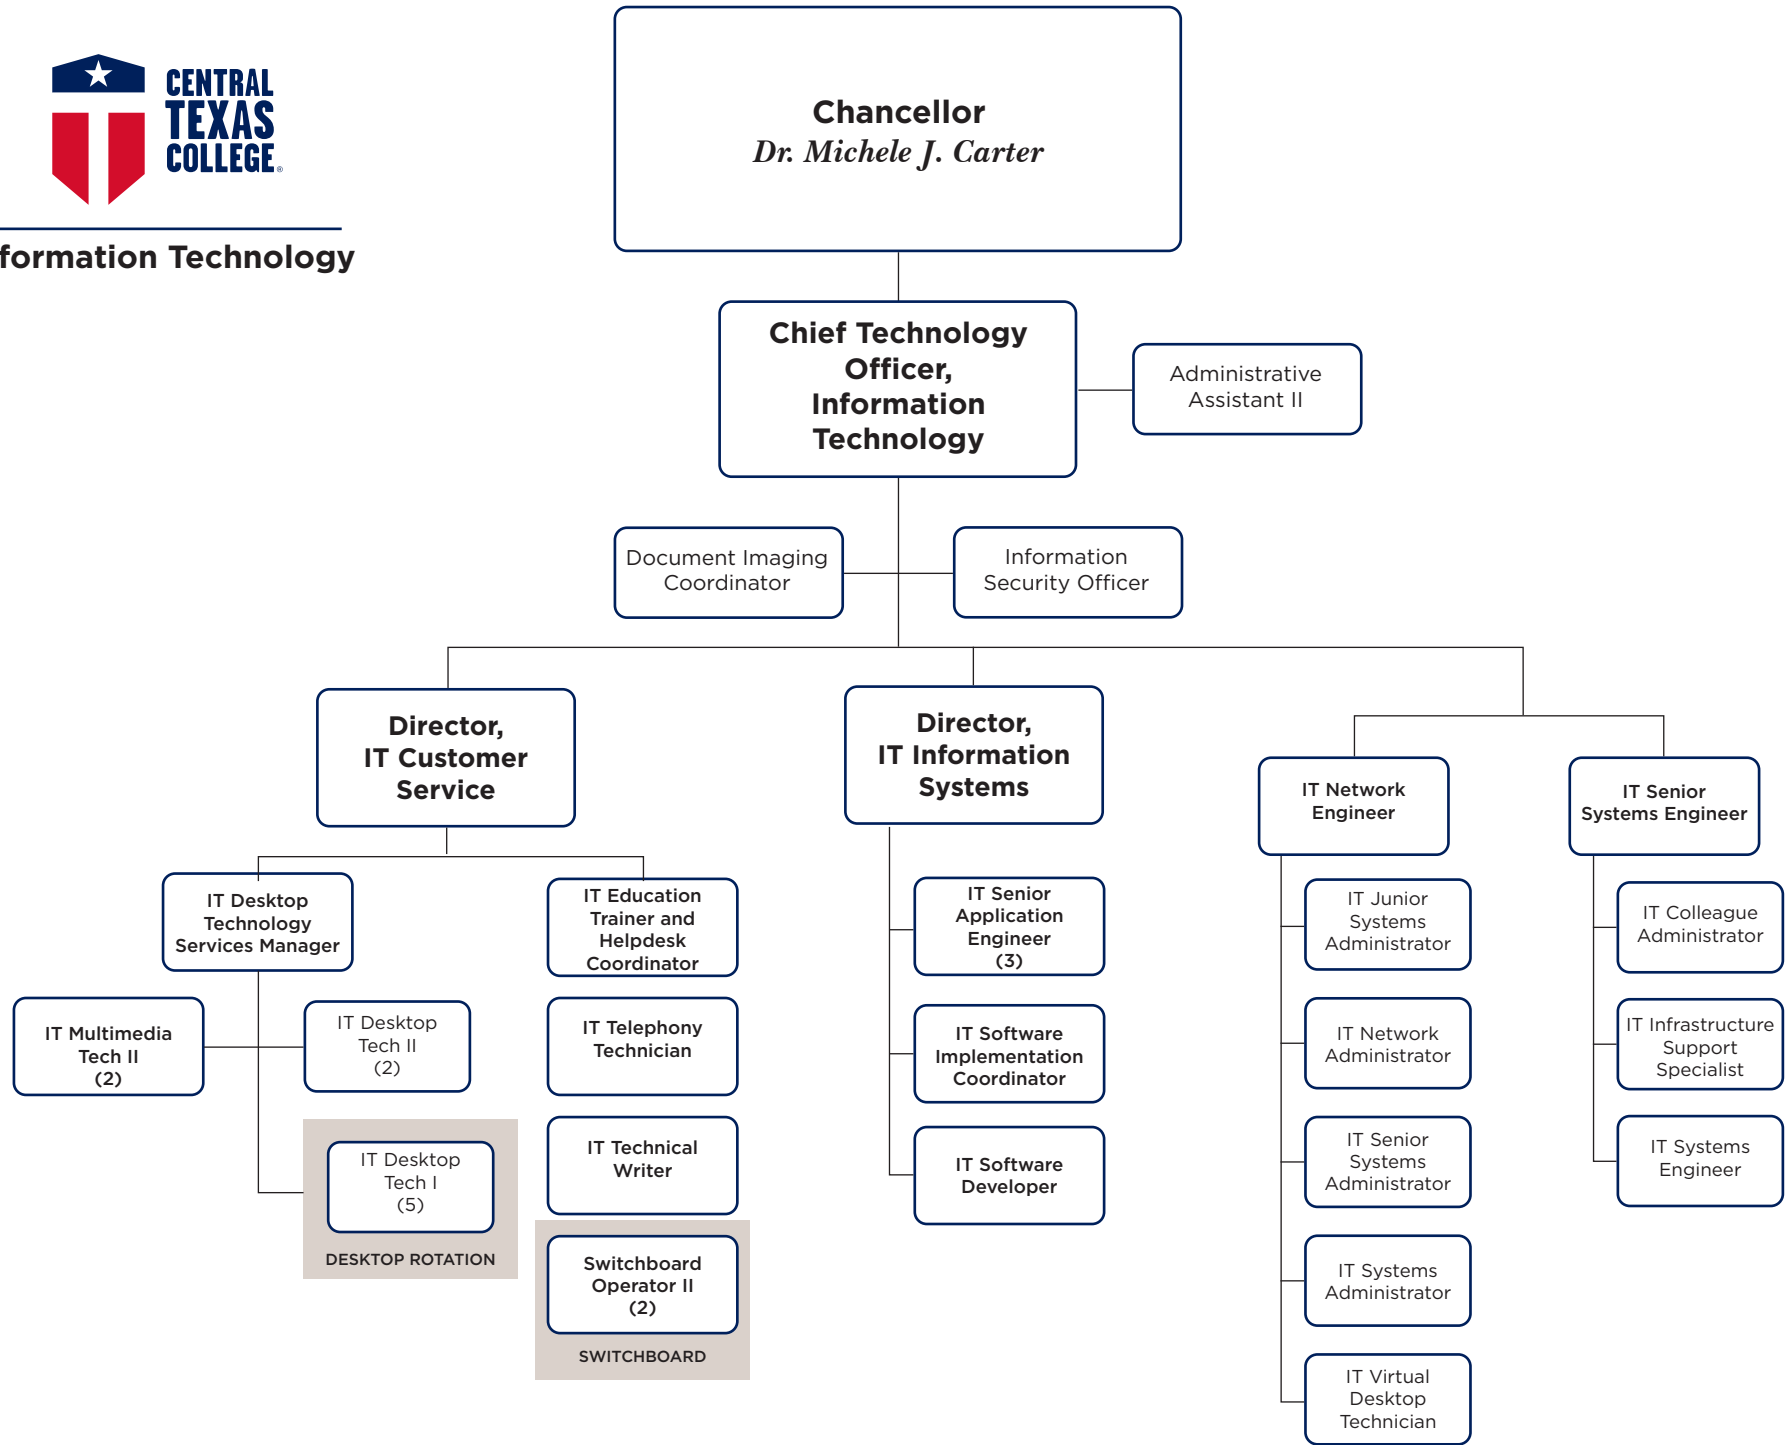 CENTRAL
TEXAS
COLLEGE®
nformation Technology
Chancellor
Dr. Michele J. Carter
Chief Technology
Officer,
Information
Technology
Administrative
Assistant II
Document Imaging
Coordinator
Information
Security Officer
Director,
IT Customer
Service
Director,
IT Information
Systems
IT Network
Engineer
IT Senior
Systems Engineer
IT Desktop
Technology
Services Manager
IT Multimedia
Tech II
(2)
IT Desktop
Tech II
(2)
IT Desktop
Tech I
(5)
DESKTOP ROTATION
IT Education
Trainer and
Helpdesk
Coordinator
IT Telephony
Technician
IT Technical
Writer
Switchboard
Operator II
(2)
SWITCHBOARD
IT Senior
Application
Engineer
(3)
IT Software
Implementation
Coordinator
IT Software
Developer
IT Junior
Systems
Administrator
IT Network
Administrator
IT Senior
Systems
Administrator
IT Systems
Administrator
IT Virtual
Desktop
Technician
IT Colleague
Administrator
IT Infrastructure
Support
Specialist
IT Systems
Engineer